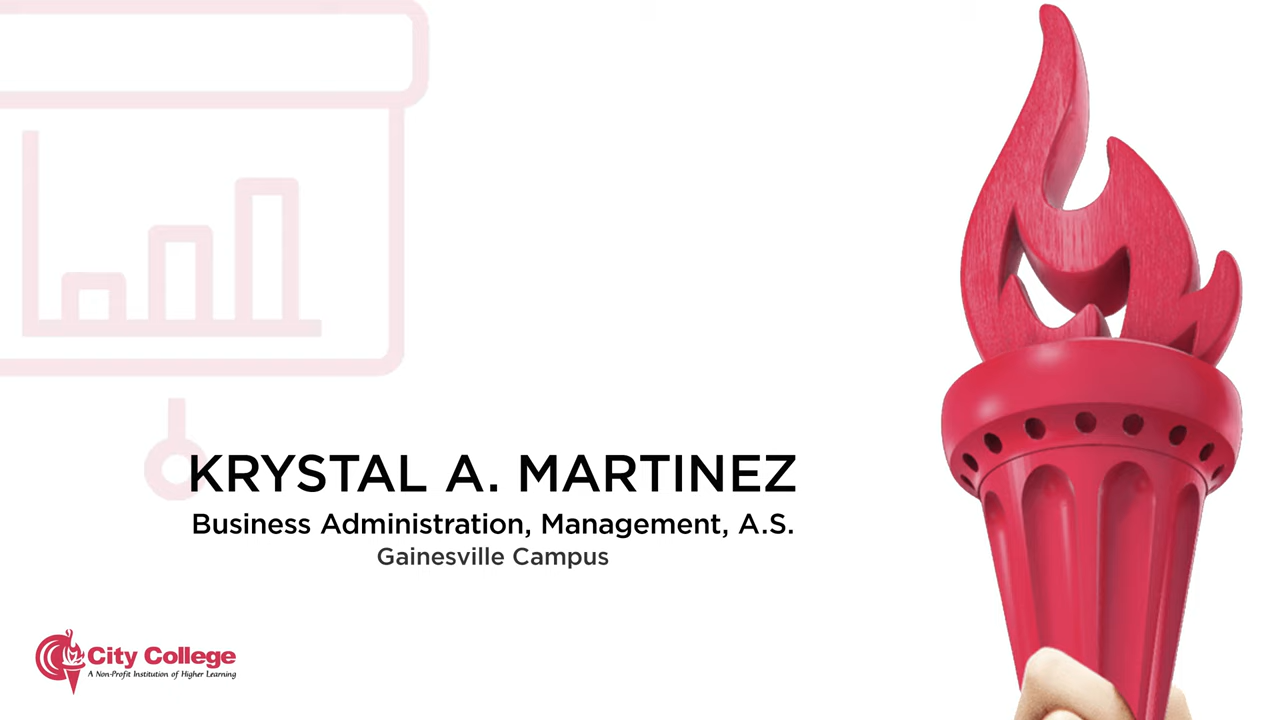 KRYSTAL A. MARTINEZ
Business Administration, Management, A.S.
Gainesville Campus
City College
A Non-Profit Institution of Higher Learning